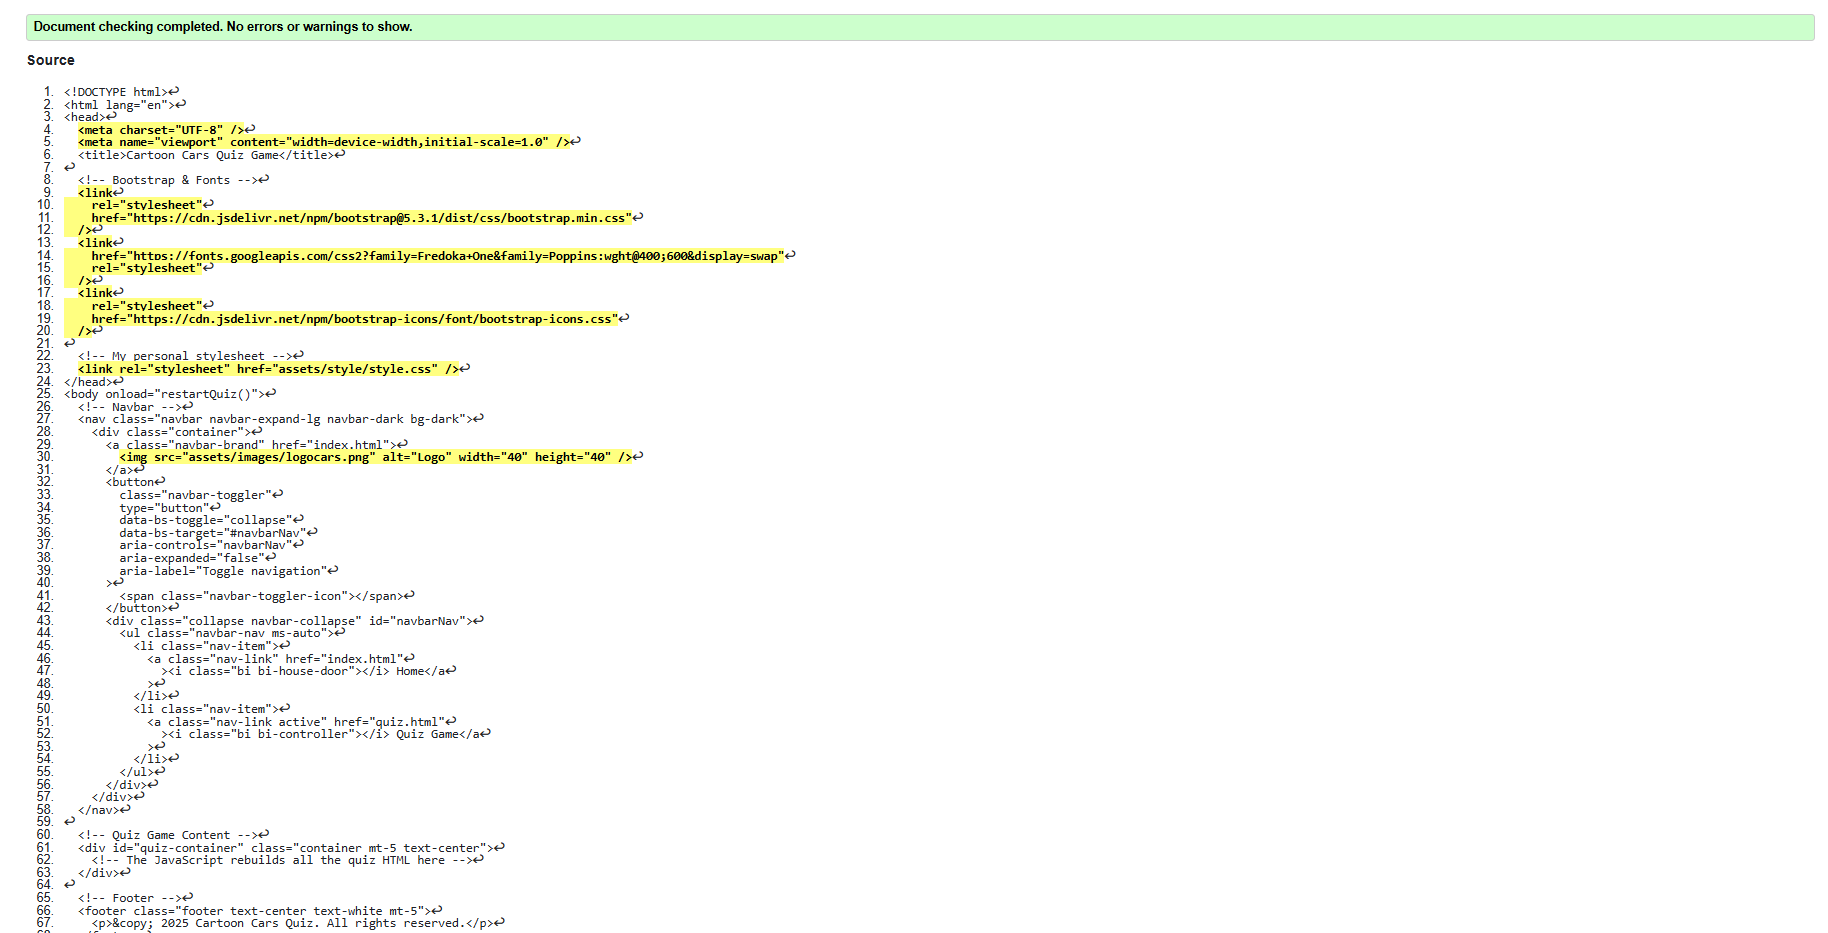 Document checking completed. No errors or warnings to show.
Source
1. <!DOCTYPE html>↩
2. <html lang="en">↩
3. <head>↩
4.   <meta charset="UTF-8" />↩
5.   <meta name="viewport" content="width=device-width,initial-scale=1.0" />↩
6.   <title>Cartoon Cars Quiz Game</title>↩
7. ↩
8.   <!-- Bootstrap & Fonts -->↩
9.   <link↩
10.     rel="stylesheet"↩
11.     href="https://cdn.jsdelivr.net/npm/bootstrap@5.3.1/dist/css/bootstrap.min.css"↩
12.   />↩
13.   <link↩
14.     href="https://fonts.googleapis.com/css2?family=Fredoka+One&family=Poppins:wght@400;600&display=swap"↩
15.     rel="stylesheet"↩
16.   />↩
17.   <link↩
18.     rel="stylesheet"↩
19.     href="https://cdn.jsdelivr.net/npm/bootstrap-icons/font/bootstrap-icons.css"↩
20.   />↩
21. ↩
22.   <!-- My personal stylesheet -->↩
23.   <link rel="stylesheet" href="assets/style/style.css" />↩
24. </head>↩
25. <body onload="restartQuiz()">↩
26.   <!-- Navbar -->↩
27.   <nav class="navbar navbar-expand-lg navbar-dark bg-dark">↩
28.     <div class="container">↩
29.       <a class="navbar-brand" href="index.html">↩
30.         <img src="assets/images/logocars.png" alt="Logo" width="40" height="40" />↩
31.       </a>↩
32.       <button↩
33.         class="navbar-toggler"↩
34.         type="button"↩
35.         data-bs-toggle="collapse"↩
36.         data-bs-target="#navbarNav"↩
37.         aria-controls="navbarNav"↩
38.         aria-expanded="false"↩
39.         aria-label="Toggle navigation"↩
40.       >↩
41.         <span class="navbar-toggler-icon"></span>↩
42.       </button>↩
43.       <div class="collapse navbar-collapse" id="navbarNav">↩
44.         <ul class="navbar-nav ms-auto">↩
45.           <li class="nav-item">↩
46.             <a class="nav-link" href="index.html"↩
47.               ><i class="bi bi-house-door"></i> Home</a↩
48.             >↩
49.           </li>↩
50.           <li class="nav-item">↩
51.             <a class="nav-link active" href="quiz.html"↩
52.               ><i class="bi bi-controller"></i> Quiz Game</a↩
53.             >↩
54.           </li>↩
55.         </ul>↩
56.       </div>↩
57.     </div>↩
58.   </nav>↩
59. ↩
60.   <!-- Quiz Game Content -->↩
61.   <div id="quiz-container" class="container mt-5 text-center">↩
62.     <!-- The JavaScript rebuilds all the quiz HTML here -->↩
63.   </div>↩
64. ↩
65.   <!-- Footer -->↩
66.   <footer class="footer text-center text-white mt-5">↩
67.     <p>&copy; 2025 Cartoon Cars Quiz. All rights reserved.</p>↩